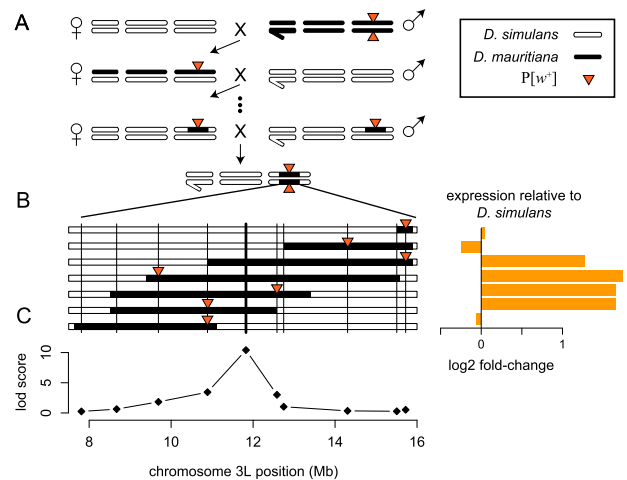 A
X
D. simulans
D. mauritiana
P[w+]
X
X
B
expression relative to
D. simulans
-1
0
1
log2 fold-change
C
lod score
10
5
0
8
10
12
14
16
chromosome 3L position (Mb)